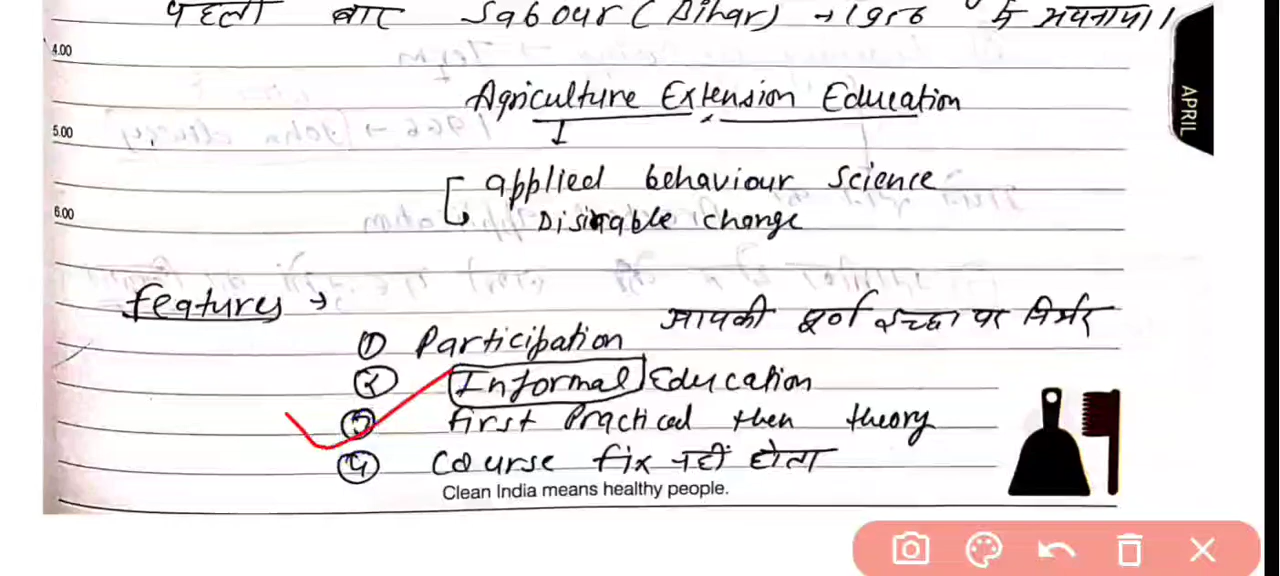 पहली बार Sabour (Bihar) → 1956 में अपनाया।
4.00
Agriculture Extension Education
APRIL
5.00
applied behaviour Science
6.00
Disirable change
features →
① Participation आपकी पूर्ण इच्छा पर निर्भर
② Informal Education
③ first Practical then theory
④ Course fix नहीं होता
Clean India means healthy people.